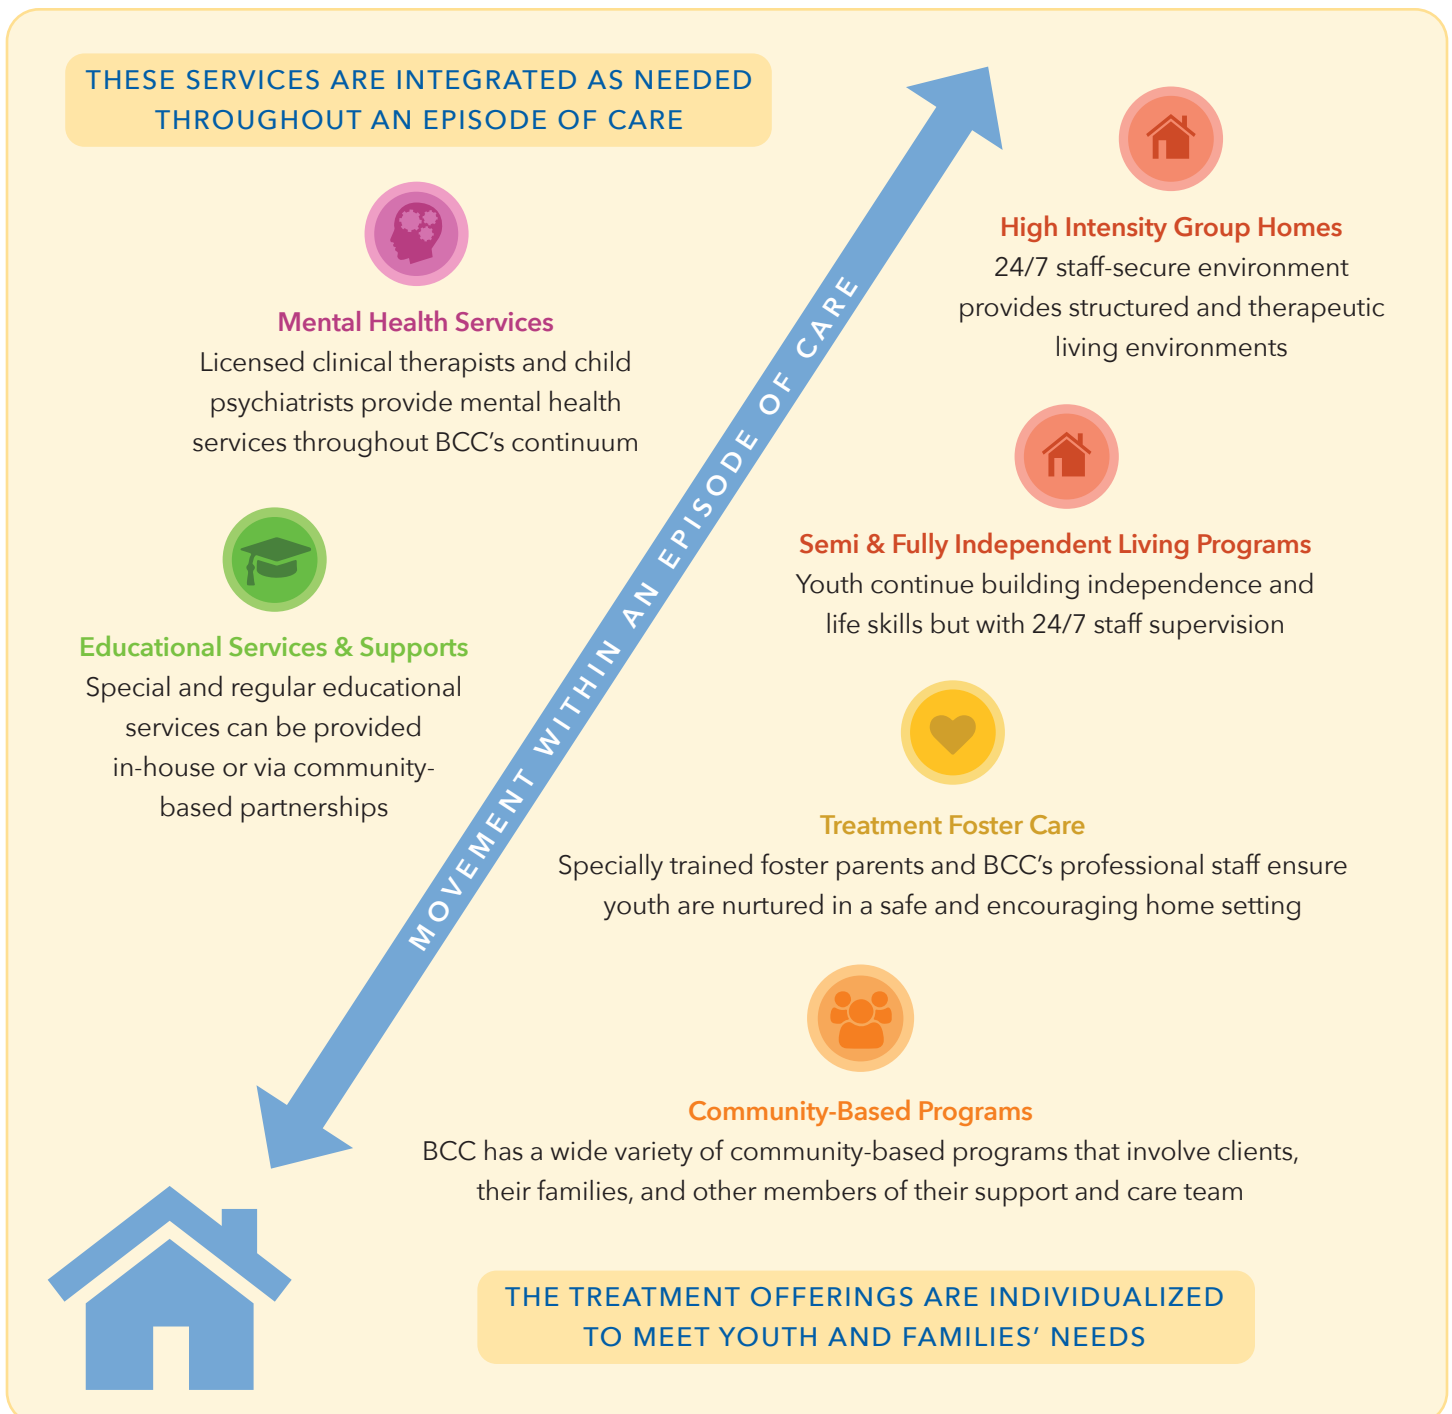 THESE SERVICES ARE INTEGRATED AS NEEDED
THROUGHOUT AN EPISODE OF CARE
Mental Health Services
Licensed clinical therapists and child
psychiatrists provide mental health
services throughout BCC’s continuum
Educational Services & Supports
Special and regular educational
services can be provided
in-house or via community-
based partnerships
MOVEMENT WITHIN AN EPISODE OF CARE
High Intensity Group Homes
24/7 staff-secure environment
provides structured and therapeutic
living environments
Semi & Fully Independent Living Programs
Youth continue building independence and
life skills but with 24/7 staff supervision
Treatment Foster Care
Specially trained foster parents and BCC’s professional staff ensure
youth are nurtured in a safe and encouraging home setting
Community-Based Programs
BCC has a wide variety of community-based programs that involve clients,
their families, and other members of their support and care team
THE TREATMENT OFFERINGS ARE INDIVIDUALIZED
TO MEET YOUTH AND FAMILIES’ NEEDS